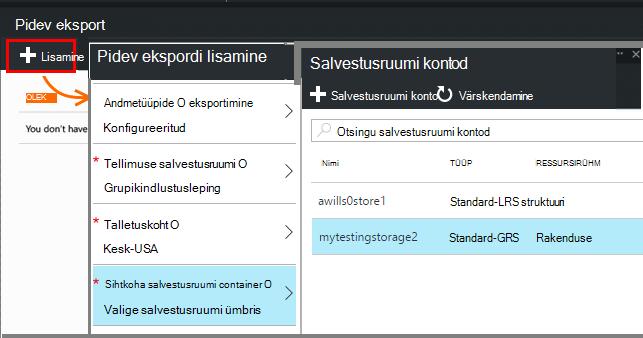 Pidev eksport
Lisamine
OLEK
You don't have
Pidev ekspordi lisamine
Andmetüüpide O eksportimine
Konfigureeritud
* Tellimuse salvestusruumi O
Grupikindlustusleping
* Talletuskoht O
Kesk-USA
* Sihtkoha salvestusruumi container O
Valige salvestusruumi ümbris
Salvestusruumi kontod
Salvestusruumi konto Värskendamine
Otsingu salvestusruumi kontod
Nimi TÜÜP RESSURSIRÜHM
awills0store1 Standard-LRS struktuuri
mytestingstorage2 Standard-GRS Rakenduse